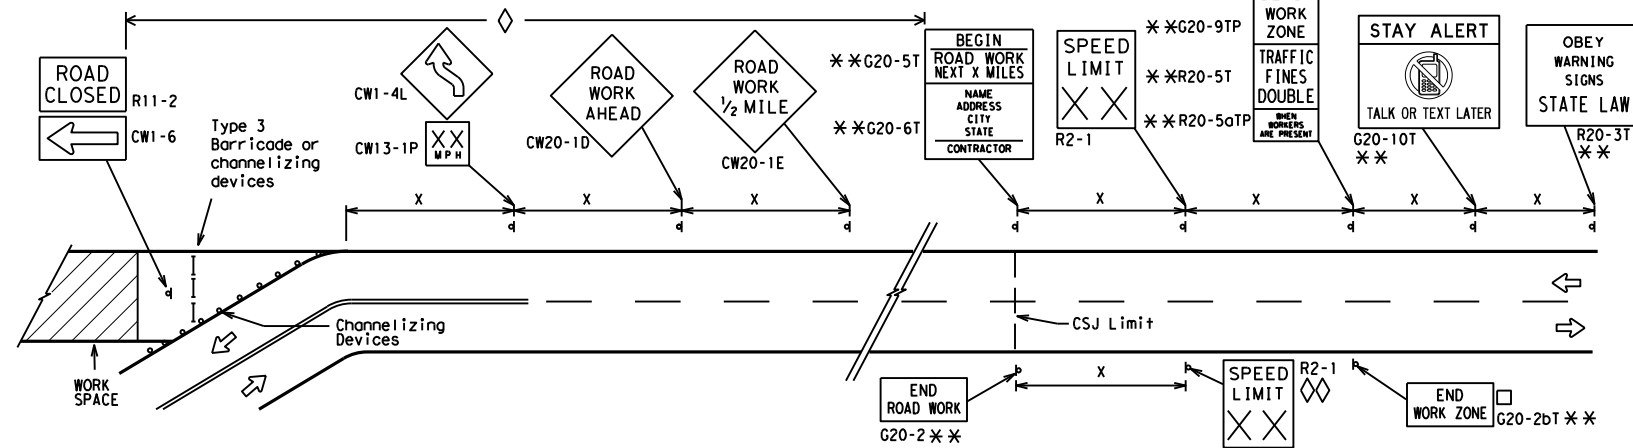 ROAD
CLOSED
R11-2
CW1-6
Type 3
Barricade or
channelizing
devices
CW1-4L
XX
MPH
CW13-1P
ROAD
WORK
AHEAD
CW20-1D
ROAD
WORK
1/2 MILE
CW20-1E
**G20-5T
**G20-6T
BEGIN
ROAD WORK
NEXT X MILES
NAME
ADDRESS
CITY
STATE
CONTRACTOR
SPEED
LIMIT
XX
R2-1
**G20-9TP
**R20-5T
**R20-5aTP
WORK
ZONE
TRAFFIC
FINES
DOUBLE
WHEN
WORKERS
ARE PRESENT
STAY ALERT
TALK OR TEXT LATER
G20-10T
**
OBEY
WARNING
SIGNS
STATE LAW
R20-3T
**
X
X
X
X
X
X
X
Channelizing
Devices
WORK
SPACE
CSJ Limit
X
END
ROAD WORK
G20-2**
SPEED
LIMIT
XX
R2-1
END
WORK ZONE
G20-2bT**